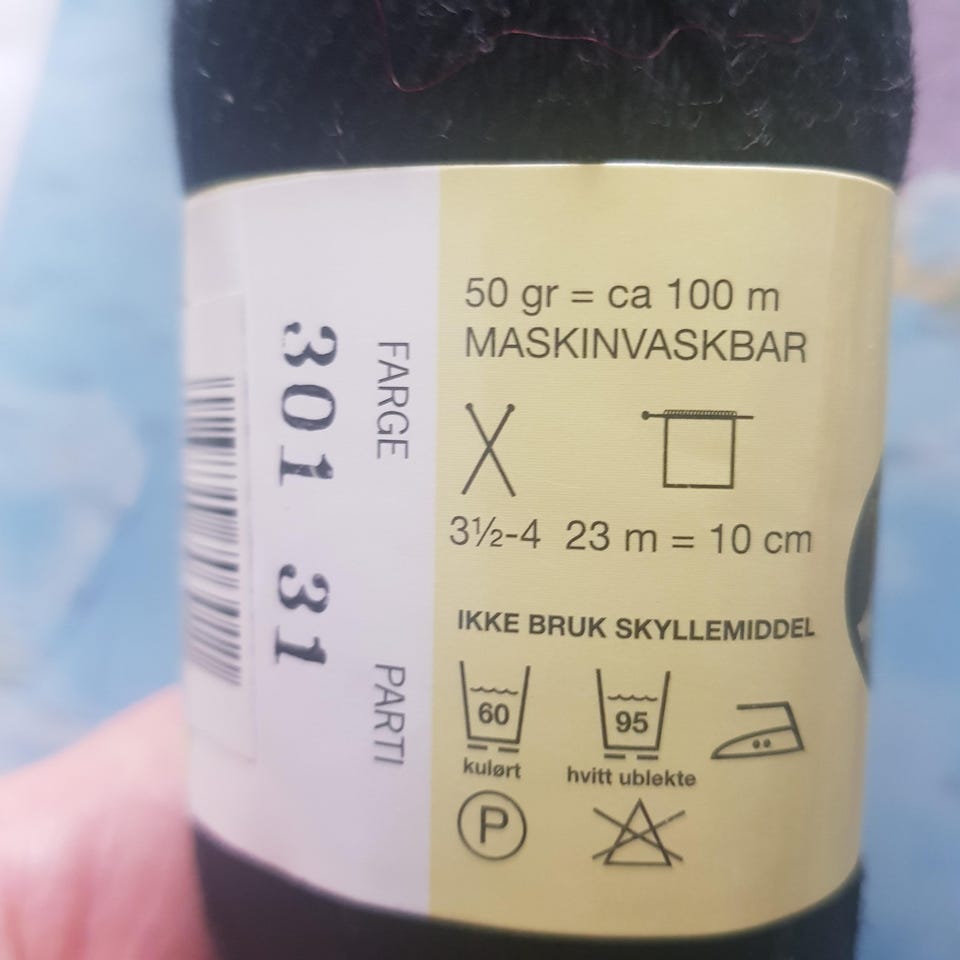 FARGE
301
PARTI
31
50 gr = ca 100 m
MASKINVASKBAR
3½-4 23 m = 10 cm
IKKE BRUK SKYLLEMIDDEL
60
95
kulørt
hvitt ublekte
P